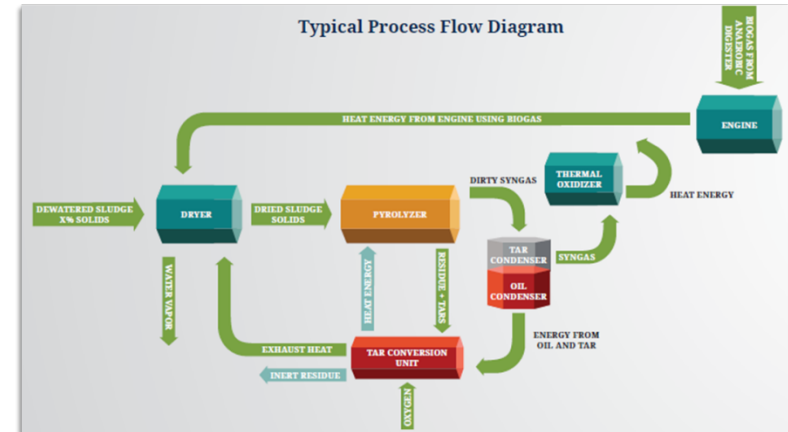 Typical Process Flow Diagram
BIOGAS FROM
ANAEROBIC
DIGESTER
HEAT ENERGY FROM ENGINE USING BIOGAS
ENGINE
DIRTY SYNGAS
THERMAL
OXIDIZER
HEAT ENERGY
DEWATERED SLUDGE
X% SOLIDS
DRYER
DRIED SLUDGE
SOLIDS
PYROLYZER
TAR
CONDENSER
SYNGAS
OIL
CONDENSER
WATER VAPOR
HEAT ENERGY
RESIDUE + TARS
ENERGY FROM
OIL AND TAR
EXHAUST HEAT
TAR CONVERSION
UNIT
INERT RESIDUE
OXYGEN